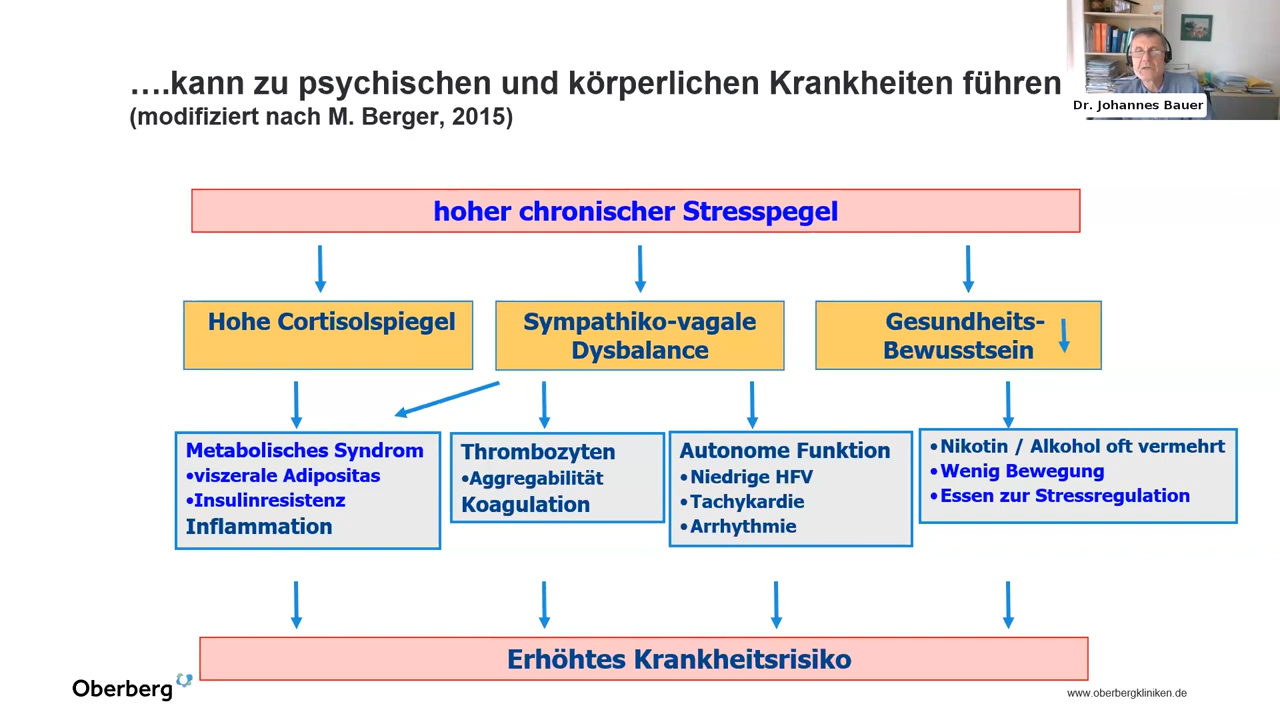 ….kann zu psychischen und körperlichen Krankheiten führen
(modifiziert nach M. Berger, 2015)
Dr. Johannes Bauer
hoher chronischer Stresspegel
Hohe Cortisolspiegel
Sympathiko-vagale
Dysbalance
Gesundheits-
Bewusstsein
Metabolisches Syndrom
•viszerale Adipositas
•Insulinresistenz
Inflammation
Thrombozyten
•Aggregabilität
Koagulation
Autonome Funktion
•Niedrige HFV
•Tachykardie
•Arrhythmie
•Nikotin / Alkohol oft vermehrt
•Wenig Bewegung
•Essen zur Stressregulation
Erhöhtes Krankheitsrisiko
Oberberg
www.oberbergkliniken.de